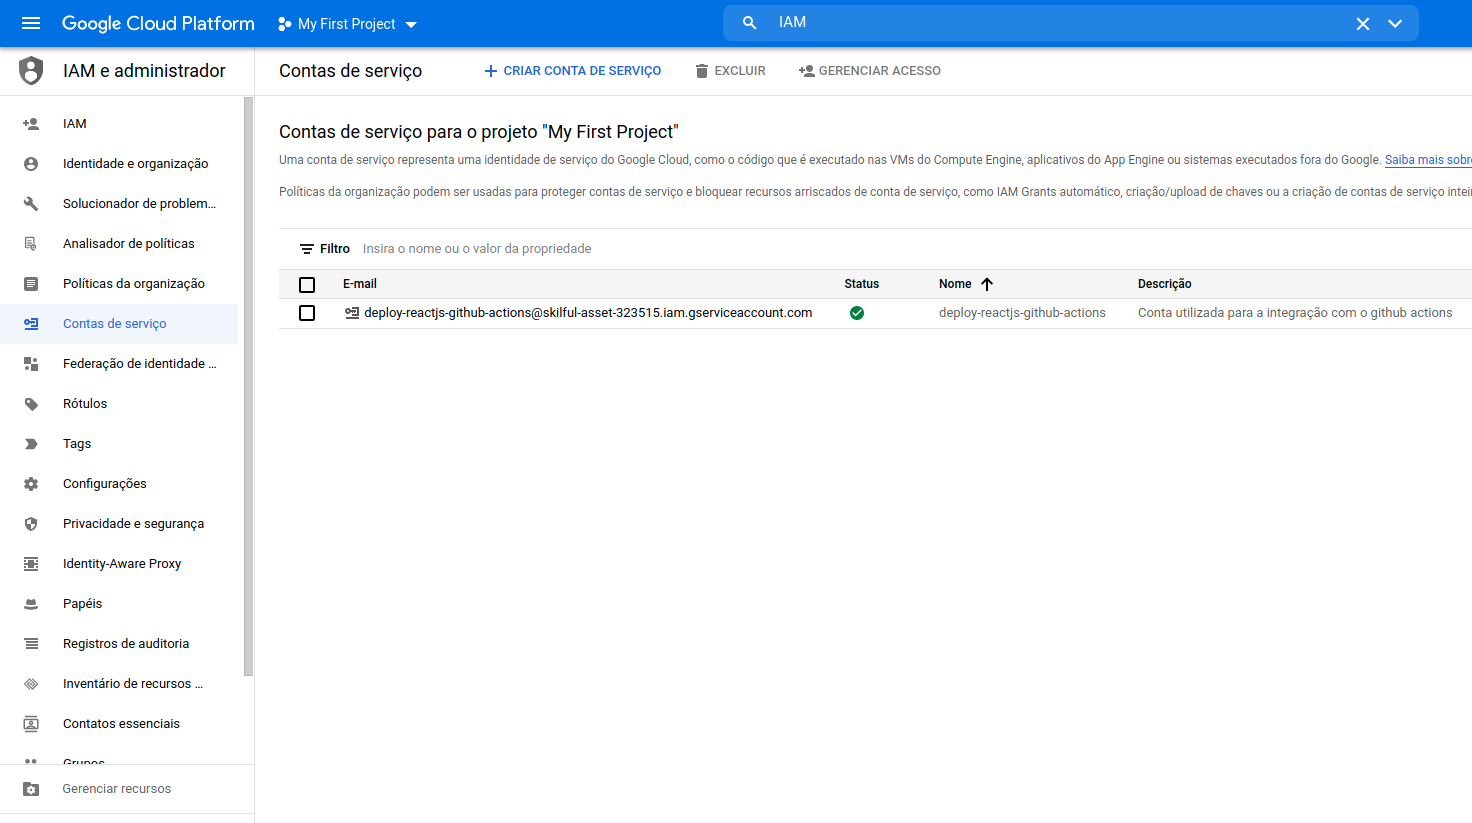 Google Cloud Platform
My First Project
IAM
IAM e administrador
Contas de serviço
CRIAR CONTA DE SERVIÇO
EXCLUIR
GERENCIAR ACESSO
IAM
Identidade e organização
Solucionador de problem...
Analisador de políticas
Políticas da organização
Contas de serviço
Federação de identidade ...
Rótulos
Tags
Configurações
Privacidade e segurança
Identity-Aware Proxy
Papéis
Registros de auditoria
Inventário de recursos ...
Contatos essenciais
Grupos
Gerenciar recursos
Contas de serviço para o projeto "My First Project"
Uma conta de serviço representa uma identidade de serviço do Google Cloud, como o código que é executado nas VMs do Compute Engine, aplicativos do App Engine ou sistemas executados fora do Google. Saiba mais sobre
Políticas da organização podem ser usadas para proteger contas de serviço e bloquear recursos arriscados de conta de serviço, como IAM Grants automático, criação/upload de chaves ou a criação de contas de serviço
Filtro Insira o nome ou o valor da propriedade
E-mail Status Nome Descrição
deploy-reactjs-github-actions@skilful-asset-323515.iam.gserviceaccount.com deploy-reactjs-github-actions Conta utilizada para a integração com o github actions